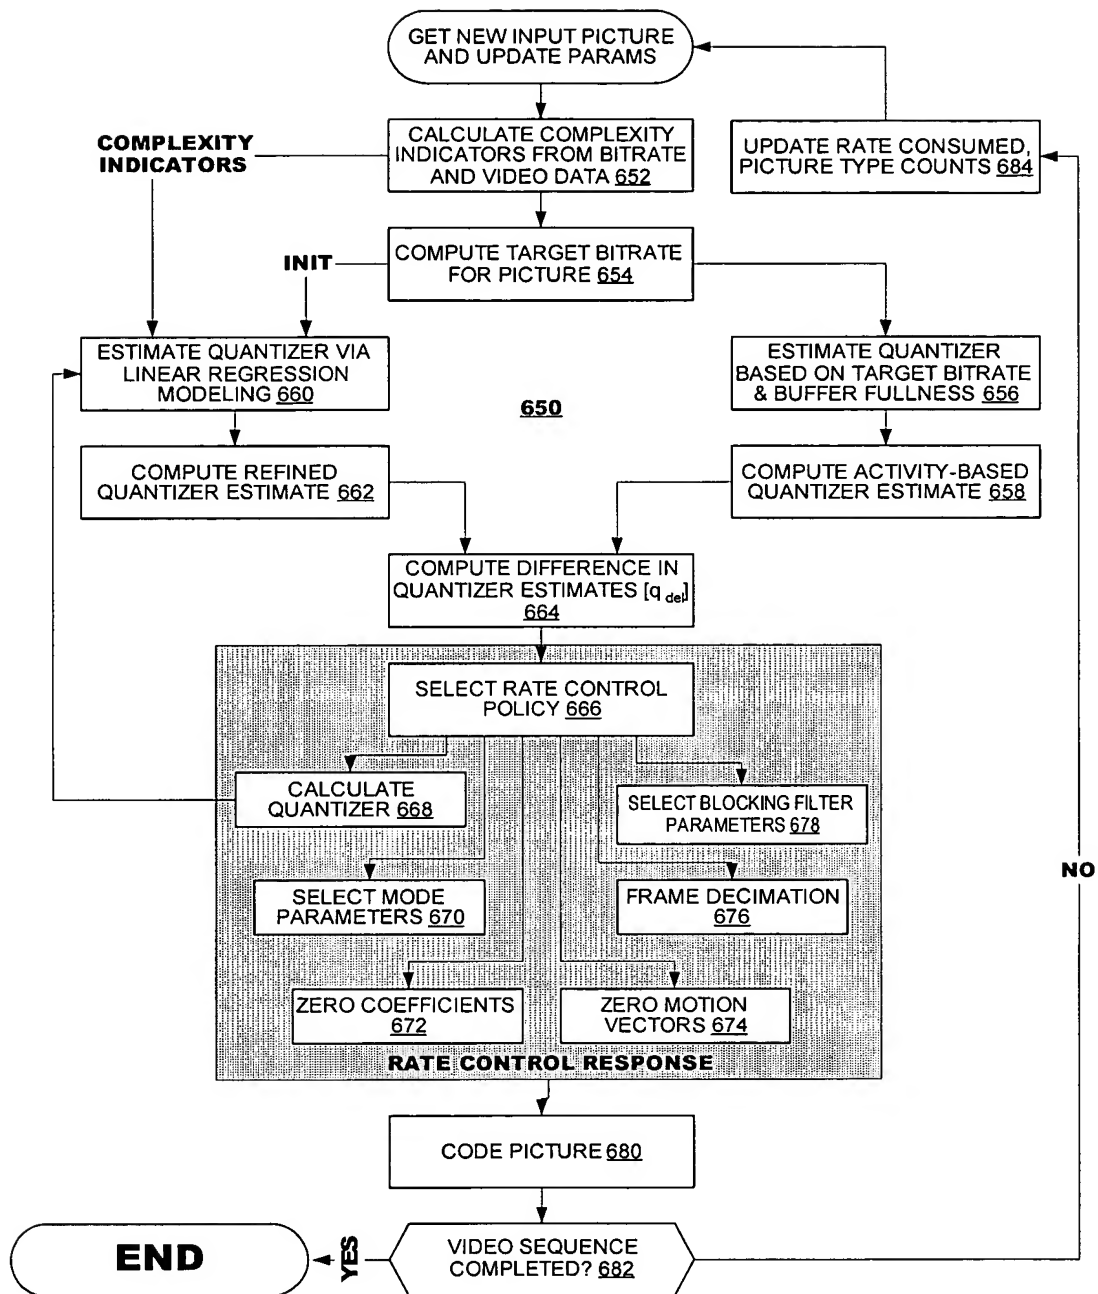 GET NEW INPUT PICTURE
AND UPDATE PARAMS
COMPLEXITY
INDICATORS
CALCULATE COMPLEXITY
INDICATORS FROM BITRATE
AND VIDEO DATA 652
UPDATE RATE CONSUMED,
PICTURE TYPE COUNTS 684
INIT
COMPUTE TARGET BITRATE
FOR PICTURE 654
ESTIMATE QUANTIZER VIA
LINEAR REGRESSION
MODELING 660
ESTIMATE QUANTIZER
BASED ON TARGET BITRATE
& BUFFER FULLNESS 656
650
COMPUTE REFINED
QUANTIZER ESTIMATE 662
COMPUTE ACTIVITY-BASED
QUANTIZER ESTIMATE 658
COMPUTE DIFFERENCE IN
QUANTIZER ESTIMATES [q del]
664
SELECT RATE CONTROL
POLICY 666
CALCULATE
QUANTIZER 668
SELECT BLOCKING FILTER
PARAMETERS 678
SELECT MODE
PARAMETERS 670
FRAME DECIMATION
676
NO
ZERO COEFFICIENTS
672
ZERO MOTION
VECTORS 674
RATE CONTROL RESPONSE
CODE PICTURE 680
END
YES
VIDEO SEQUENCE
COMPLETED? 682